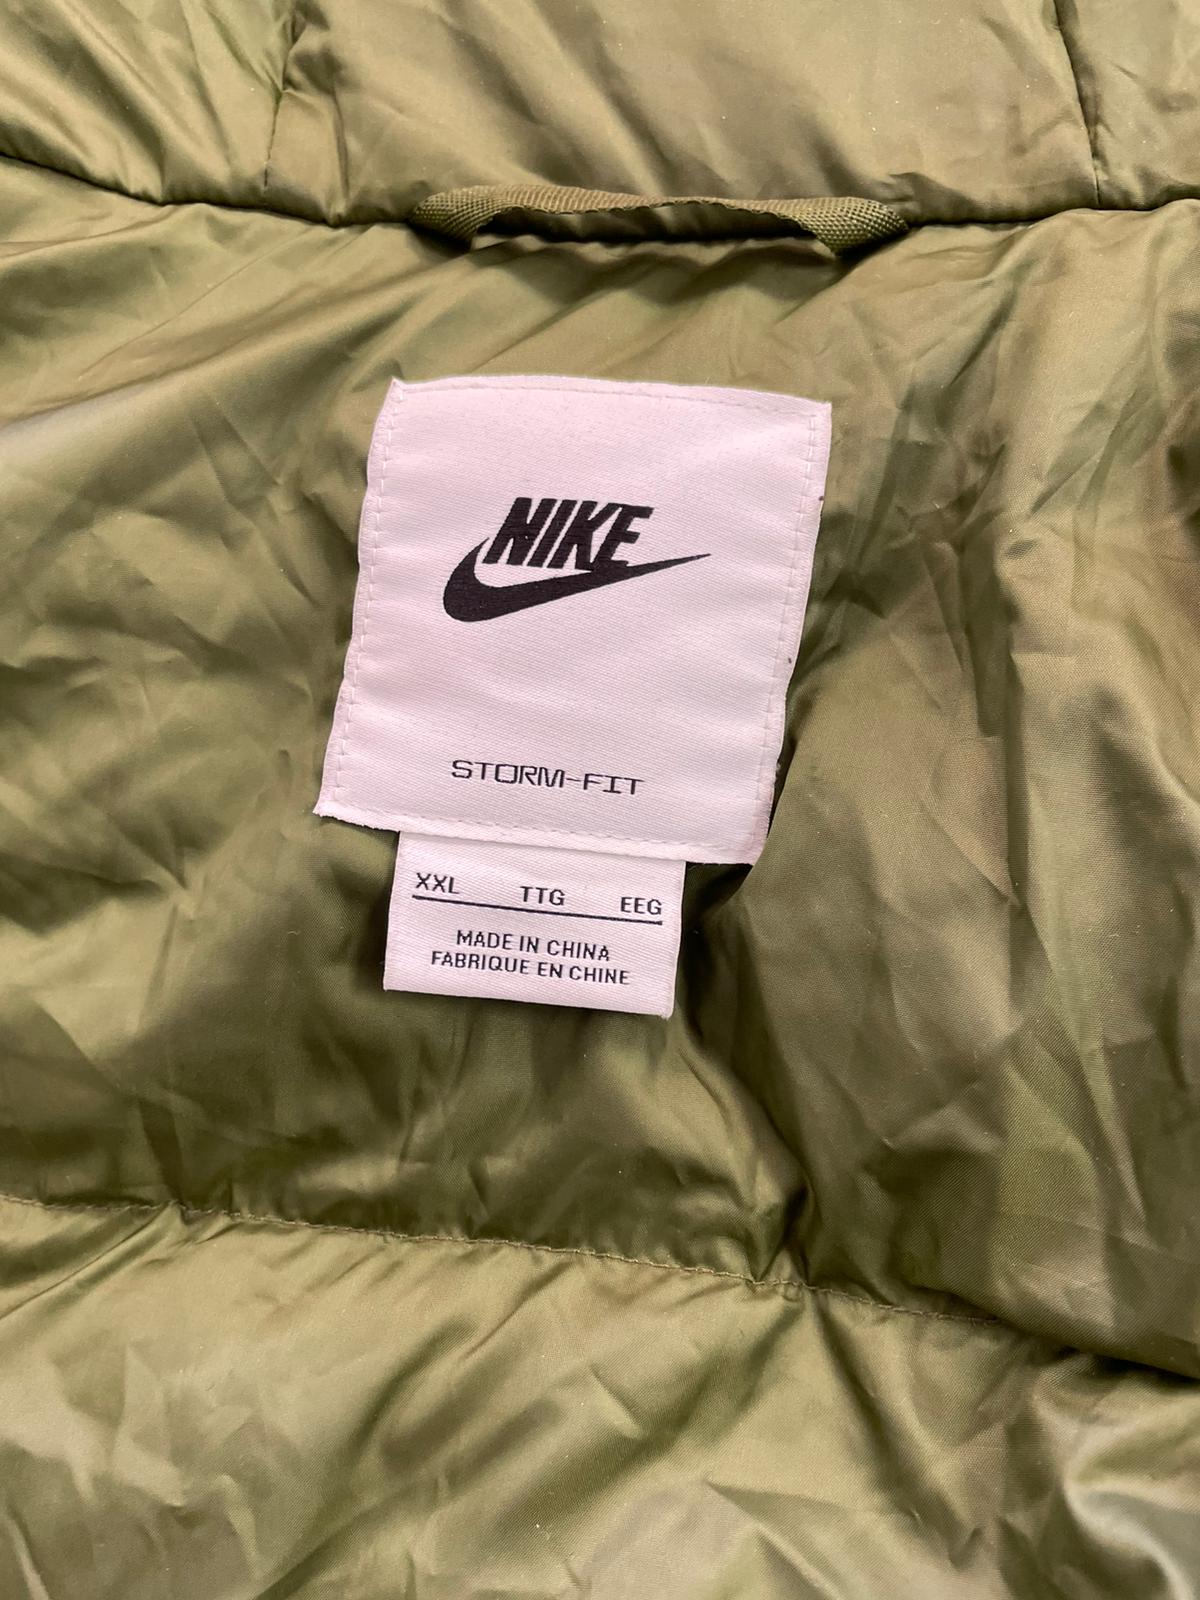 NIKE
STORM-FIT
XXL TTG EEG
MADE IN CHINA
FABRIQUE EN CHINE